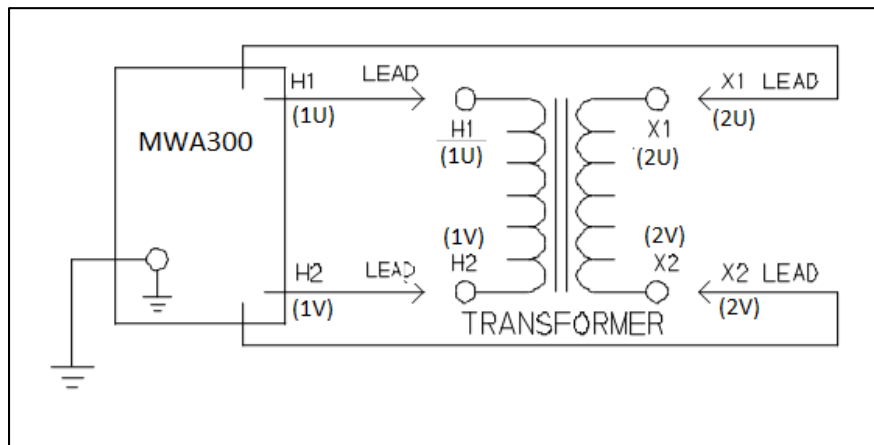 H1 LEAD
(1U)
MWA300
H1
(1U)
X1
(2U)
X1 LEAD
(2U)
(1V)
H2
(2V)
X2
H2 LEAD
(1V)
X2 LEAD
(2V)
TRANSFORMER